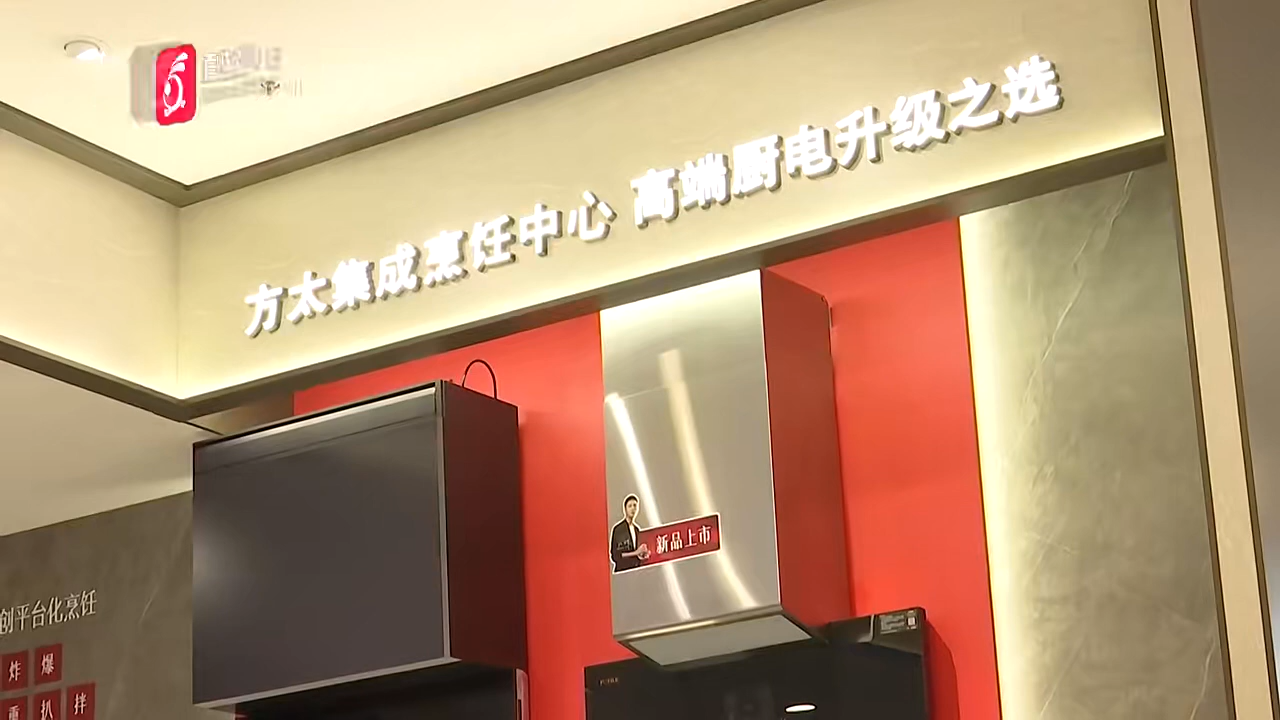 方太集成烹饪中心 高端厨电升级之选
新品上市
创平台化烹饪
炸 爆
重 扒 拌